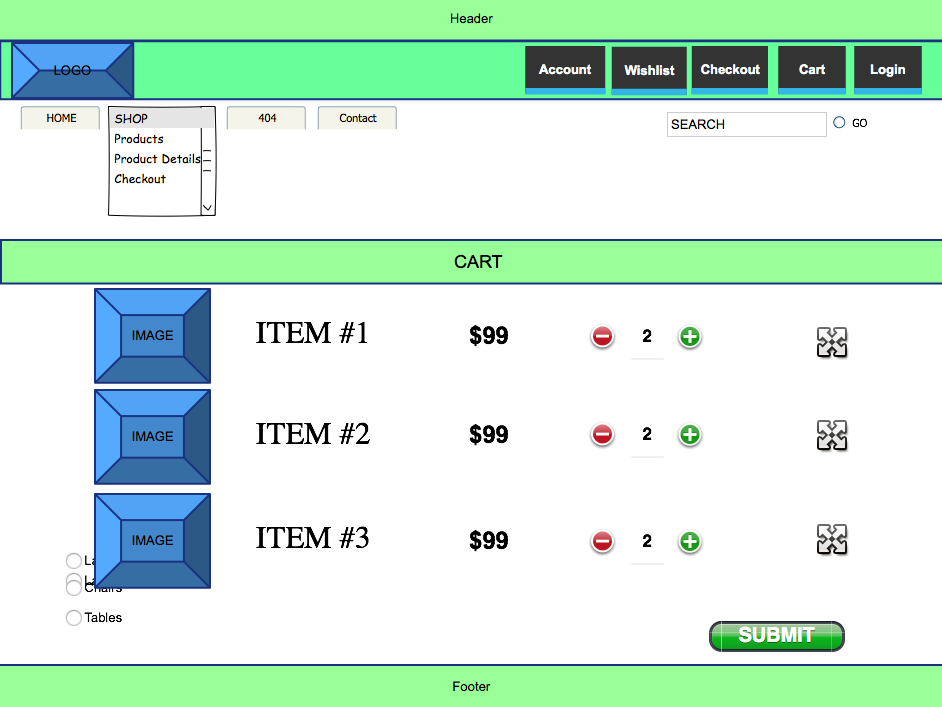 Header
LOGO
Account
Wishlist
Checkout
Cart
Login
HOME
SHOP
404
Contact
SEARCH
GO
Products
Product Details
Checkout
CART
IMAGE
ITEM #1
$99
2
IMAGE
ITEM #2
$99
2
IMAGE
ITEM #3
$99
2
Chairs
Tables
SUBMIT
Footer